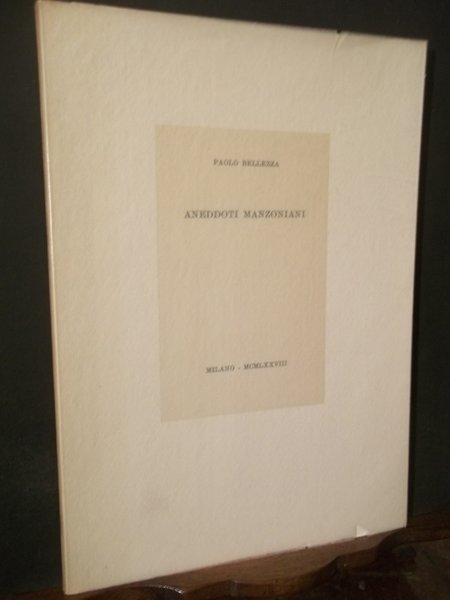 PAOLO BELLEZZA
ANEDDOTI MANZONIANI
MILANO - MCMLXXVIII